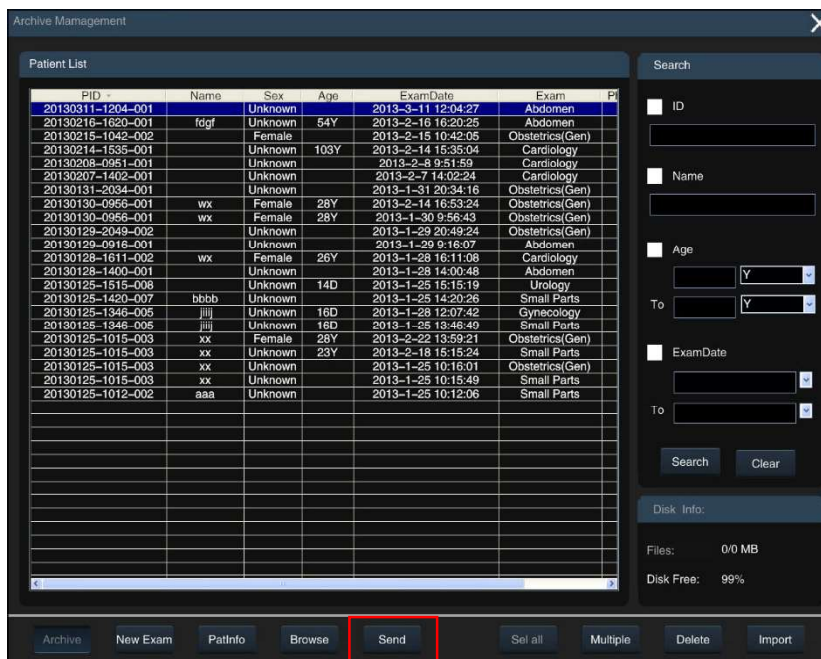 Archive Mamagement
Patient List
PID Name Sex Age ExamDate Exam
20130311-1204-001 Unknown 2013-3-11 12:04:27 Abdomen
20130216-1620-001 fdgf Unknown 54Y 2013-2-16 16:20:25 Abdomen
20130215-1042-002 Female 2013-2-15 10:42:05 Obstetrics(Gen)
20130214-1535-001 Unknown 103Y 2013-2-14 15:35:04 Cardiology
20130208-0951-001 Unknown 2013-2-8 9:51:59 Cardiology
20130207-1402-001 Unknown 2013-2-7 14:02:24 Cardiology
20130131-2034-001 Unknown 2013-1-31 20:34:16 Obstetrics(Gen)
20130130-0956-001 wx Female 28Y 2013-2-14 16:53:24 Obstetrics(Gen)
20130130-0956-001 wx Female 28Y 2013-1-30 9:56:43 Obstetrics(Gen)
20130129-2049-002 Unknown 2013-1-29 20:49:24 Obstetrics(Gen)
20130129-0916-001 Unknown 2013-1-29 9:16:07 Abdomen
20130128-1611-002 wx Female 26Y 2013-1-28 16:11:08 Cardiology
20130128-1400-001 Unknown 2013-1-28 14:00:48 Abdomen
20130125-1515-008 Unknown 14D 2013-1-25 15:15:19 Urology
20130125-1420-007 bbbb Unknown 2013-1-25 14:20:26 Small Parts
20130125-1346-005 jiiij Unknown 16D 2013-1-28 12:07:42 Gynecology
20130125-1346-005 jiiij Unknown 16D 2013-1-25 13:46:49 Small Parts
20130125-1015-003 xx Female 28Y 2013-2-22 13:59:21 Obstetrics(Gen)
20130125-1015-003 xx Unknown 23Y 2013-2-18 15:15:24 Small Parts
20130125-1015-003 xx Unknown 2013-1-25 10:16:01 Obstetrics(Gen)
20130125-1015-003 xx Unknown 2013-1-25 10:15:49 Small Parts
20130125-1012-002 aaa Unknown 2013-1-25 10:12:06 Small Parts
Search
ID
Name
Age
Y
To Y
ExamDate
To
Search Clear
Disk Info:
Files: 0/0 MB
Disk Free: 99%
Archive New Exam PatInfo Browse Send Sel all Multiple Delete Import